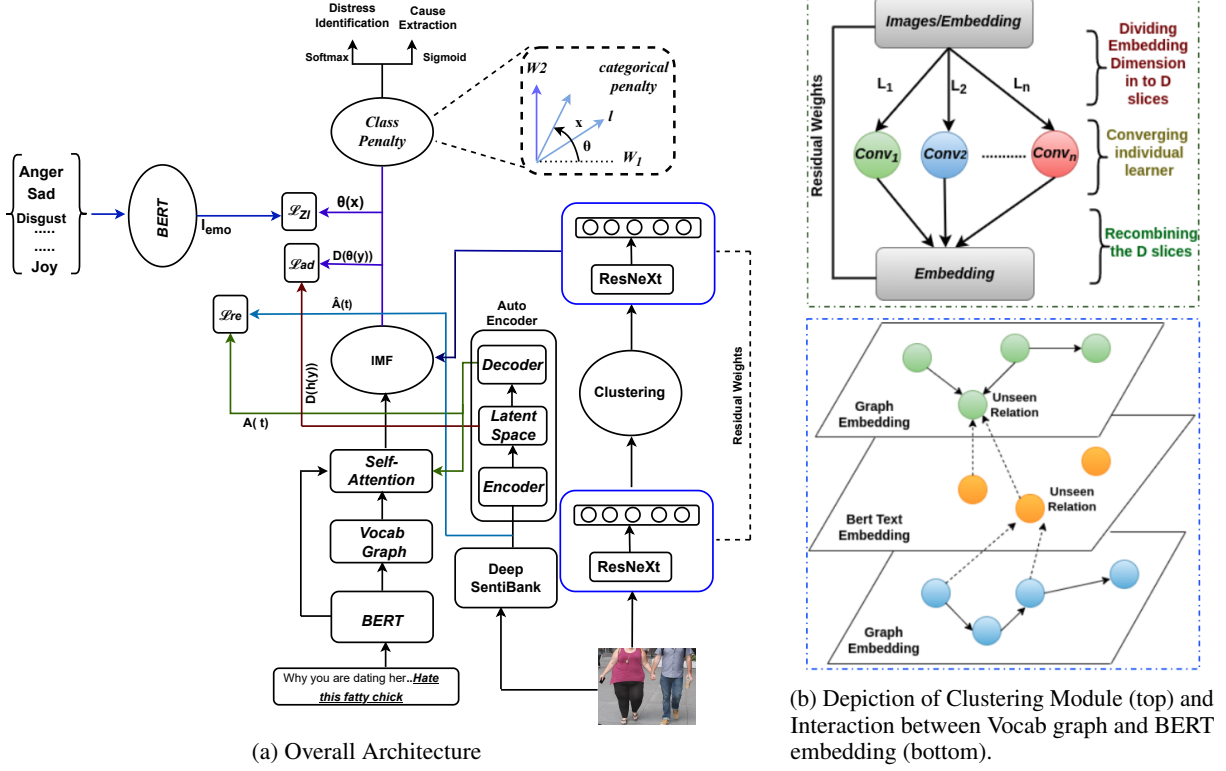 Distress
Identification
Cause
Extraction
Softmax
Sigmoid
Class
Penalty
W2
categorical
penalty
x
l
θ
W1
Anger
Sad
Disgust
.....
.....
Joy
BERT
lemo
ℒZl
θ(x)
ℒad
D(θ(y))
ℒre
Â(t)
A( t)
D(h(y))
IMF
Auto
Encoder
Decoder
Latent
Space
Encoder
Self-
Attention
Vocab
Graph
BERT
Deep
SentiBank
Why you are dating her..Hate
this fatty chick
ResNeXt
Clustering
ResNeXt
Residual Weights
(a) Overall Architecture
Images/Embedding
Residual Weights
L1
L2
Ln
Conv1
Conv2
...........
Convn
Embedding
Dividing
Embedding
Dimension
in to D
slices
Converging
individual
learner
Recombining
the D slices
Graph
Embedding
Unseen
Relation
Bert Text
Embedding
Unseen
Relation
Graph
Embedding
(b) Depiction of Clustering Module (top) and
Interaction between Vocab graph and BERT
embedding (bottom).